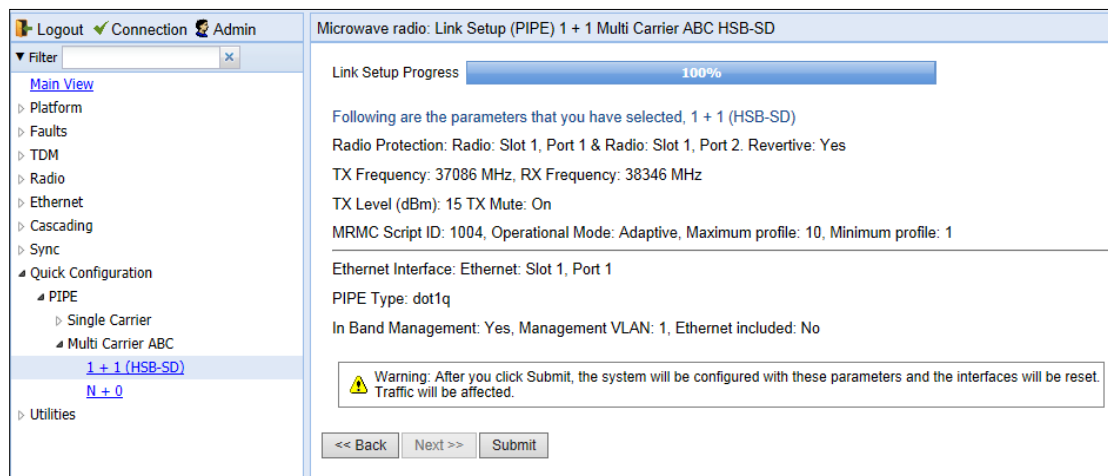 Logout Connection Admin
Filter
Main View
Platform
Faults
TDM
Radio
Ethernet
Cascading
Sync
Quick Configuration
PIPE
Single Carrier
Multi Carrier ABC
1 + 1 (HSB-SD)
N + 0
Utilities
Microwave radio: Link Setup (PIPE) 1 + 1 Multi Carrier ABC HSB-SD
Link Setup Progress 100%
Following are the parameters that you have selected, 1 + 1 (HSB-SD)
Radio Protection: Radio: Slot 1, Port 1 & Radio: Slot 1, Port 2. Revertive: Yes
TX Frequency: 37086 MHz, RX Frequency: 38346 MHz
TX Level (dBm): 15 TX Mute: On
MRMC Script ID: 1004, Operational Mode: Adaptive, Maximum profile: 10, Minimum profile: 1
Ethernet Interface: Ethernet: Slot 1, Port 1
PIPE Type: dot1q
In Band Management: Yes, Management VLAN: 1, Ethernet included: No
Warning: After you click Submit, the system will be configured with these parameters and the interfaces will be reset.
Traffic will be affected.
<< Back Next >> Submit